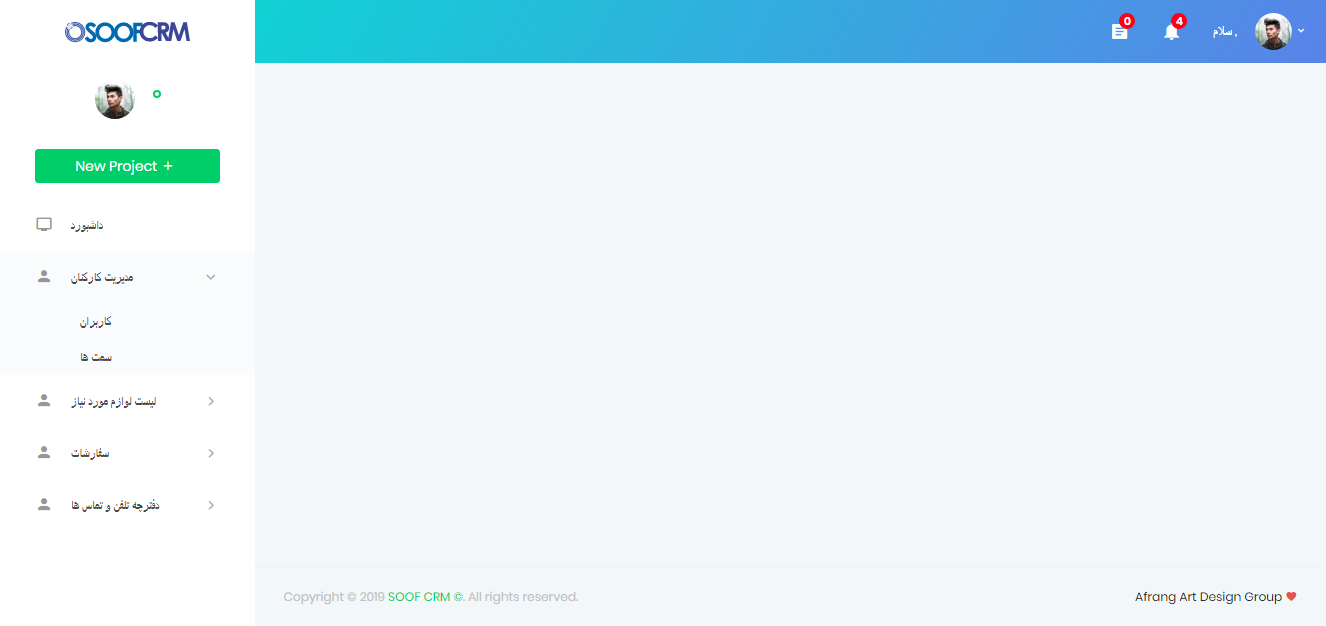 SOOFCRM
0
4
سلام ,
New Project +
داشبورد
مدیریت کارکنان
کاربران
سمت ها
لیست لوازم مورد نیاز
سفارشات
دفترچه تلفن و تماس ها
Copyright © 2019 SOOF CRM ©. All rights reserved.
Afrang Art Design Group ♥